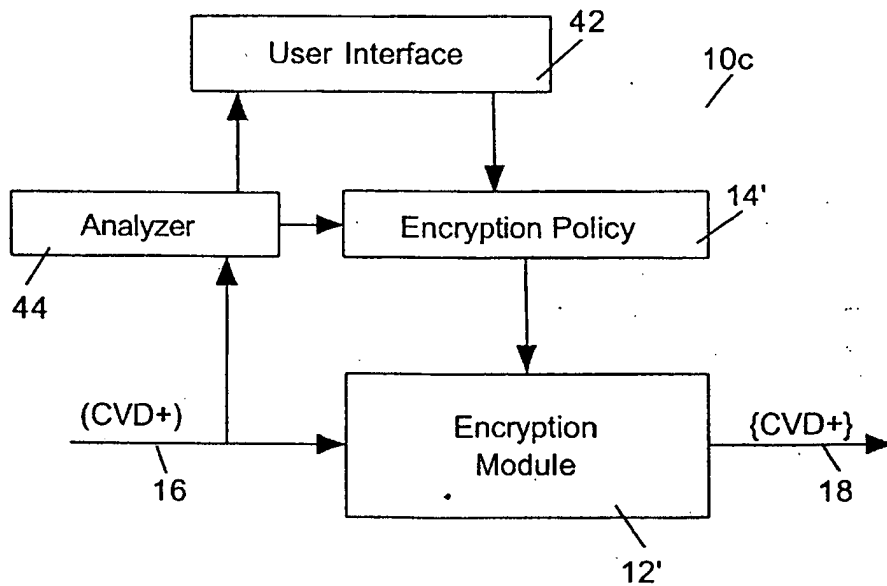 42
User Interface
10c
14'
Analyzer
Encryption Policy
44
(CVD+)
Encryption
Module
{CVD+}
16
18
12'